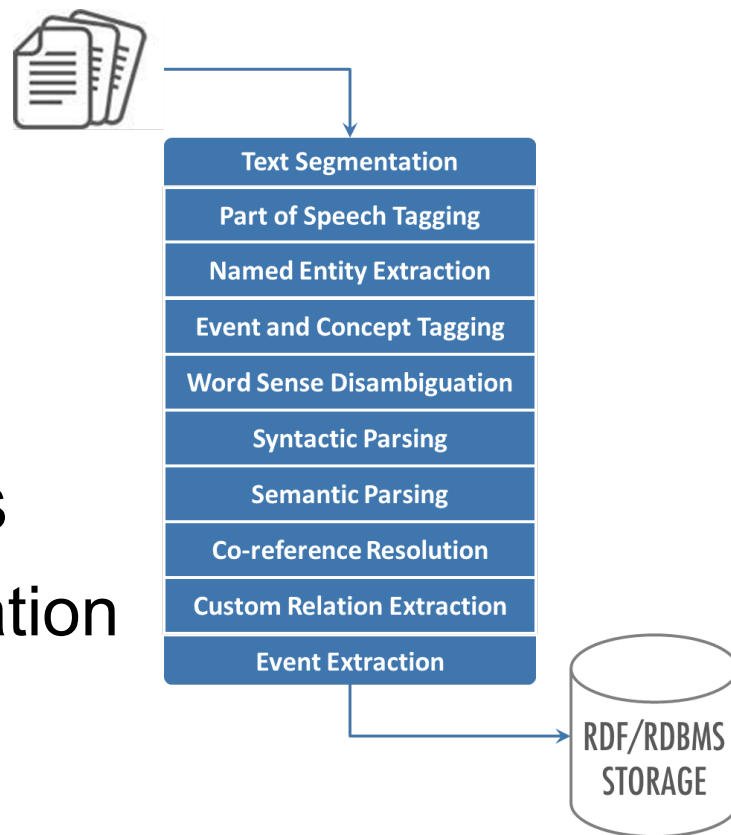 Text Segmentation
Part of Speech Tagging
Named Entity Extraction
Event and Concept Tagging
Word Sense Disambiguation
Syntactic Parsing
Semantic Parsing
s
Co-reference Resolution
ation
Custom Relation Extraction
Event Extraction
RDF/RDBMS
STORAGE